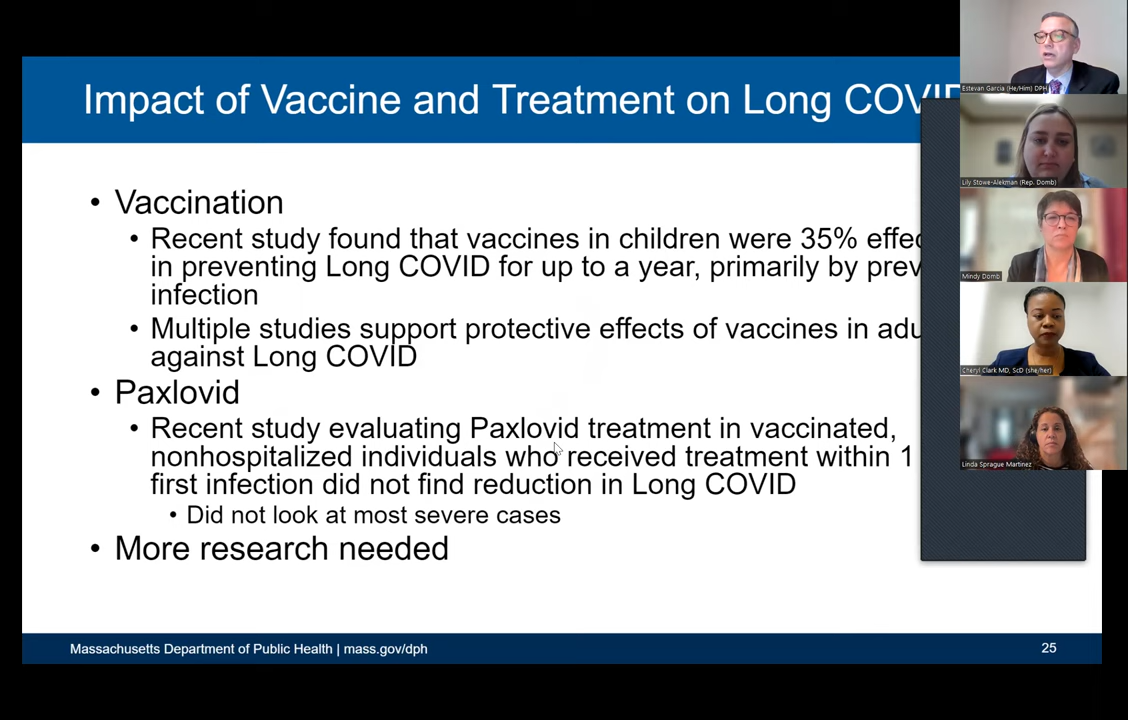 Impact of Vaccine and Treatment on Long COVID
• Vaccination
• Recent study found that vaccines in children were 35% effec
in preventing Long COVID for up to a year, primarily by prev
infection
• Multiple studies support protective effects of vaccines in adu
against Long COVID
• Paxlovid
• Recent study evaluating Paxlovid treatment in vaccinated,
nonhospitalized individuals who received treatment within 1
first infection did not find reduction in Long COVID
• Did not look at most severe cases
• More research needed
Massachusetts Department of Public Health | mass.gov/dph
25
Estevan Garcia (He/Him) DPH
Lily Stowe-Alekman (Rep. Domb)
Mindy Domb
Cheryl Clark MD, ScD (she/her)
Linda Sprague Martinez